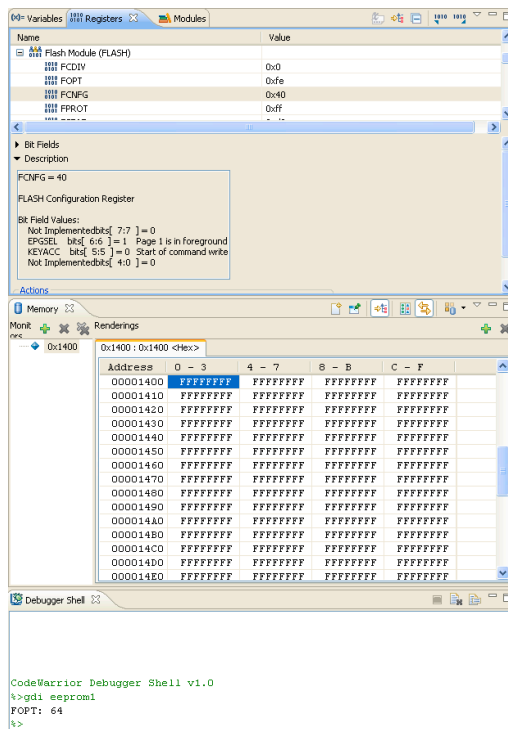 (x)= Variables 1010 0101 Registers Modules
Name Value
Flash Module (FLASH)
FCDIV 0x0
FOPT 0xfe
FCNFG 0x40
FPROT 0xff
Bit Fields
Description
FCNFG = 40
FLASH Configuration Register
Bit Field Values:
Not Implementedbits[ 7:7 ] = 0
EPGSEL bits[ 6:6 ] = 1 Page 1 is in foreground
KEYACC bits[ 5:5 ] = 0 Start of command write
Not Implementedbits[ 4:0 ] = 0
Actions
Memory
Monitors Renderings
0x1400 0x1400 : 0x1400 <Hex>
Address 0 - 3 4 - 7 8 - B C - F
00001400 FFFFFFFF FFFFFFFF FFFFFFFF FFFFFFFF
00001410 FFFFFFFF FFFFFFFF FFFFFFFF FFFFFFFF
00001420 FFFFFFFF FFFFFFFF FFFFFFFF FFFFFFFF
00001430 FFFFFFFF FFFFFFFF FFFFFFFF FFFFFFFF
00001440 FFFFFFFF FFFFFFFF FFFFFFFF FFFFFFFF
00001450 FFFFFFFF FFFFFFFF FFFFFFFF FFFFFFFF
00001460 FFFFFFFF FFFFFFFF FFFFFFFF FFFFFFFF
00001470 FFFFFFFF FFFFFFFF FFFFFFFF FFFFFFFF
00001480 FFFFFFFF FFFFFFFF FFFFFFFF FFFFFFFF
00001490 FFFFFFFF FFFFFFFF FFFFFFFF FFFFFFFF
000014A0 FFFFFFFF FFFFFFFF FFFFFFFF FFFFFFFF
000014B0 FFFFFFFF FFFFFFFF FFFFFFFF FFFFFFFF
000014C0 FFFFFFFF FFFFFFFF FFFFFFFF FFFFFFFF
000014D0 FFFFFFFF FFFFFFFF FFFFFFFF FFFFFFFF
000014E0 FFFFFFFF FFFFFFFF FFFFFFFF FFFFFFFF
Debugger Shell
CodeWarrior Debugger Shell v1.0
%>gdi eeprom1
FOPT: 64
%>